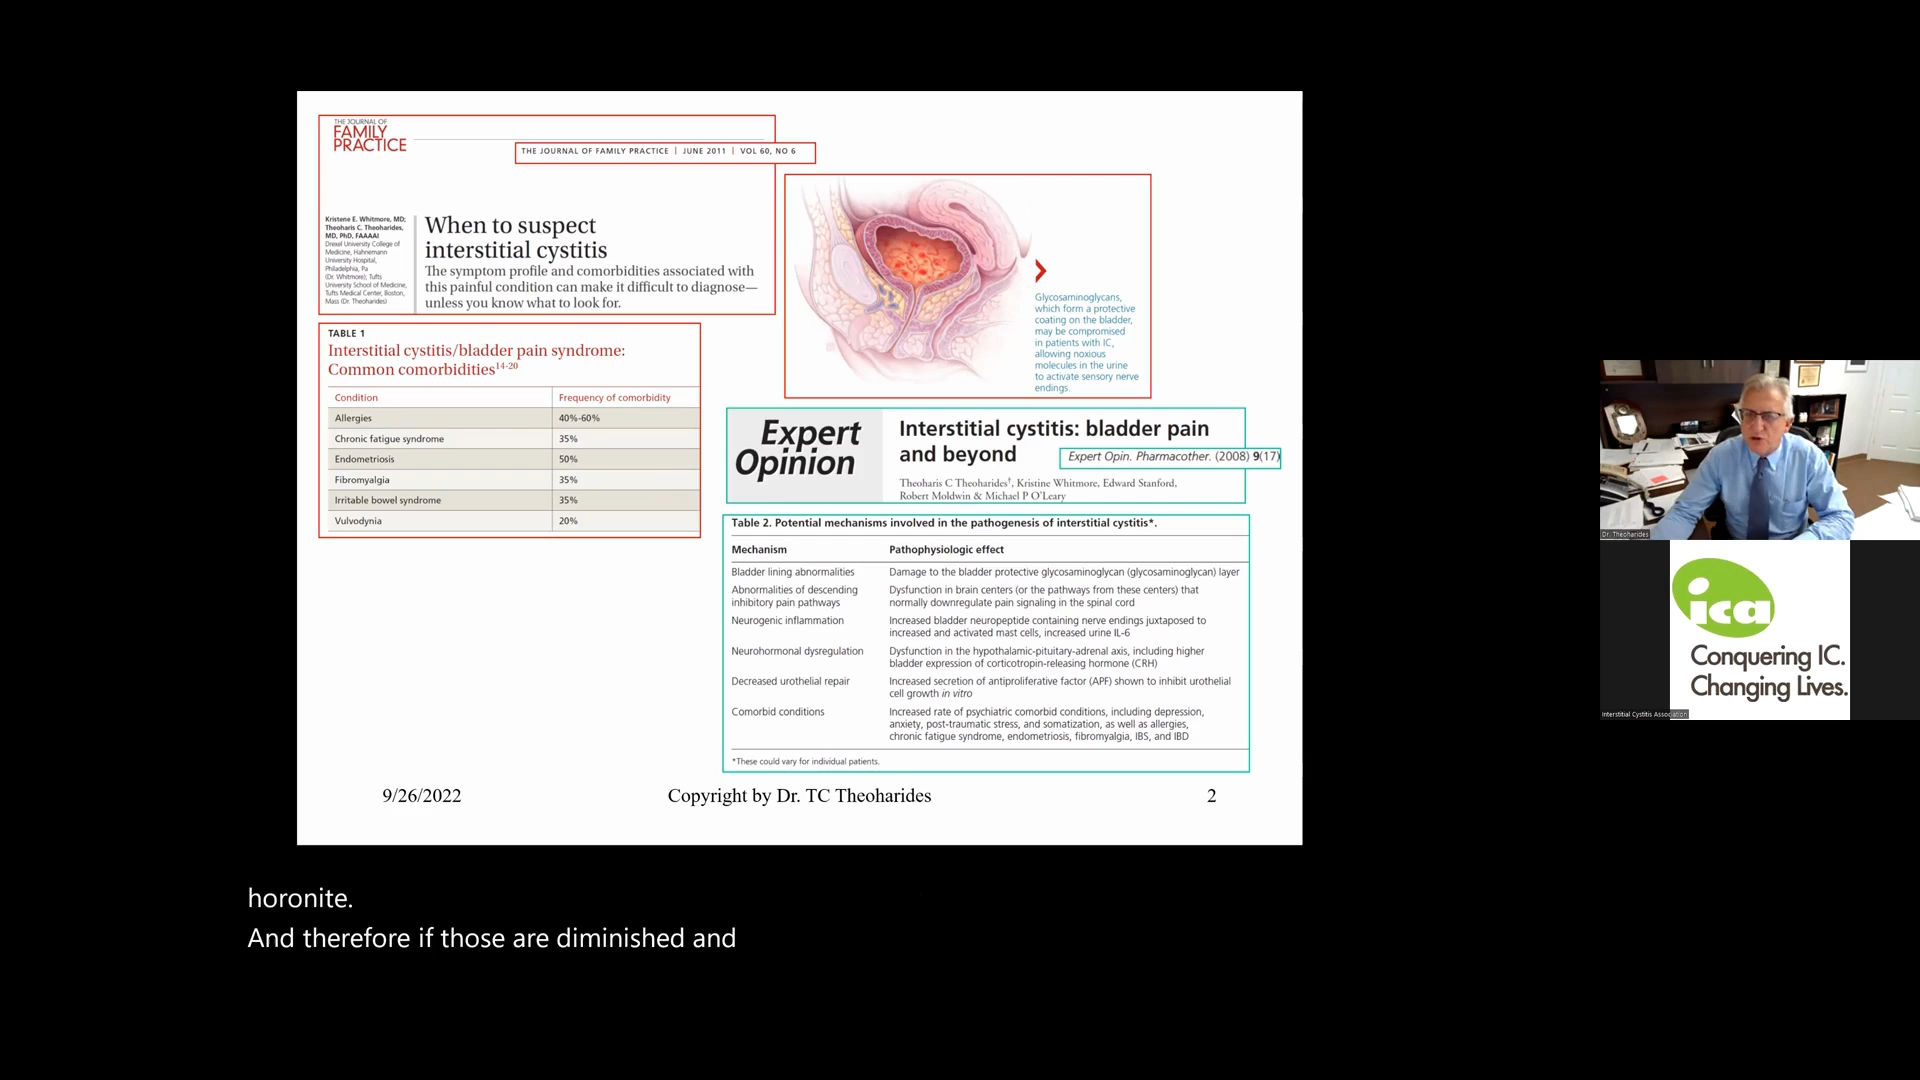 THE JOURNAL OF
FAMILY
PRACTICE
THE JOURNAL OF FAMILY PRACTICE | JUNE 2011 | VOL 60, NO 6
Kristene E. Whitmore, MD;
Theoharis C. Theoharides,
MD, PhD, FAAAAI
Drexel University College of
Medicine, Hahnemann
University Hospital,
Philadelphia, Pa
(Dr. Whitmore); Tufts
University School of Medicine,
Tufts Medical Center, Boston,
Mass (Dr. Theoharides)
When to suspect
interstitial cystitis
The symptom profile and comorbidities associated with
this painful condition can make it difficult to diagnose—
unless you know what to look for.
TABLE 1
Interstitial cystitis/bladder pain syndrome:
Common comorbidities14-20
Condition Frequency of comorbidity
Allergies 40%-60%
Chronic fatigue syndrome 35%
Endometriosis 50%
Fibromyalgia 35%
Irritable bowel syndrome 35%
Vulvodynia 20%
Glycosaminoglycans,
which form a protective
coating on the bladder,
may be compromised
in patients with IC,
allowing noxious
molecules in the urine
to activate sensory nerve
endings.
Expert
Opinion
Interstitial cystitis: bladder pain
and beyond
Expert Opin. Pharmacother. (2008) 9(17)
Theoharis C Theoharides†, Kristine Whitmore, Edward Stanford,
Robert Moldwin & Michael P O'Leary
Table 2. Potential mechanisms involved in the pathogenesis of interstitial cystitis*.
Mechanism Pathophysiologic effect
Bladder lining abnormalities Damage to the bladder protective glycosaminoglycan (glycosaminoglycan) layer
Abnormalities of descending Dysfunction in brain centers (or the pathways from these centers) that
inhibitory pain pathways normally downregulate pain signaling in the spinal cord
Neurogenic inflammation Increased bladder neuropeptide containing nerve endings juxtaposed to
increased and activated mast cells, increased urine IL-6
Neurohormonal dysregulation Dysfunction in the hypothalamic-pituitary-adrenal axis, including higher
bladder expression of corticotropin-releasing hormone (CRH)
Decreased urothelial repair Increased secretion of antiproliferative factor (APF) shown to inhibit urothelial
cell growth in vitro
Comorbid conditions Increased rate of psychiatric comorbid conditions, including depression,
anxiety, post-traumatic stress, and somatization, as well as allergies,
chronic fatigue syndrome, endometriosis, fibromyalgia, IBS, and IBD
*These could vary for individual patients.
9/26/2022 Copyright by Dr. TC Theoharides 2
Dr. Theoharides
ica
Conquering IC.
Changing Lives.
Interstitial Cystitis Association
horonite.
And therefore if those are diminished and